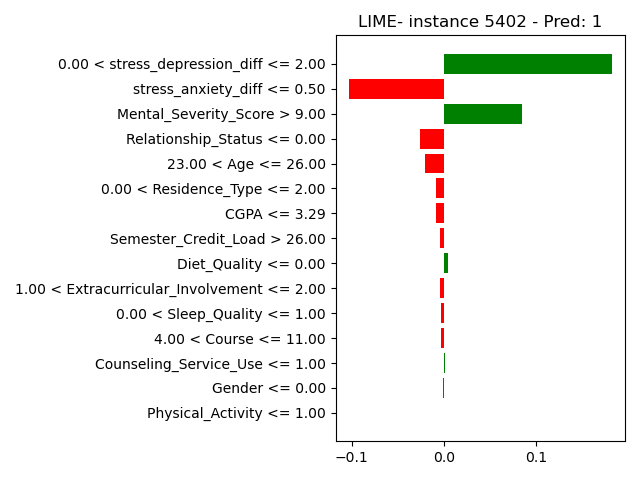 LIME- instance 5402 - Pred: 1
0.00 < stress_depression_diff <= 2.00
stress_anxiety_diff <= 0.50
Mental_Severity_Score > 9.00
Relationship_Status <= 0.00
23.00 < Age <= 26.00
0.00 < Residence_Type <= 2.00
CGPA <= 3.29
Semester_Credit_Load > 26.00
Diet_Quality <= 0.00
1.00 < Extracurricular_Involvement <= 2.00
0.00 < Sleep_Quality <= 1.00
4.00 < Course <= 11.00
Counseling_Service_Use <= 1.00
Gender <= 0.00
Physical_Activity <= 1.00
−0.1 0.0 0.1